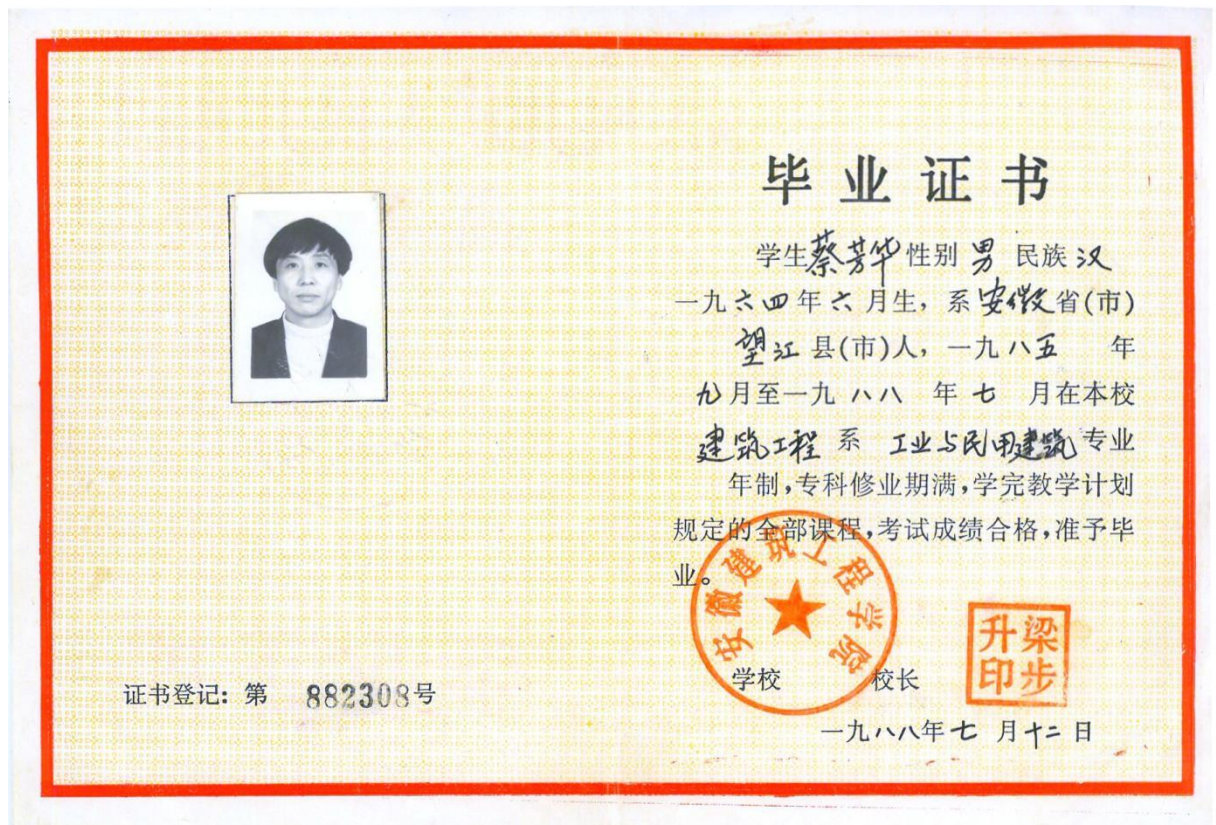 毕业证书
学生蔡芳华性别男民族汉
一九六四年六月生,系安徽省(市)
望江县(市)人,一九八五 年
九月至一九八八年七月在本校
建筑工程系 工业与民用建筑专业
年制,专科修业期满,学完教学计划
规定的全部课程,考试成绩合格,准予毕
业。
安徽建筑工程学院
梁步升印
学校 校长
证书登记:第 882308号
一九八八年七月十二日